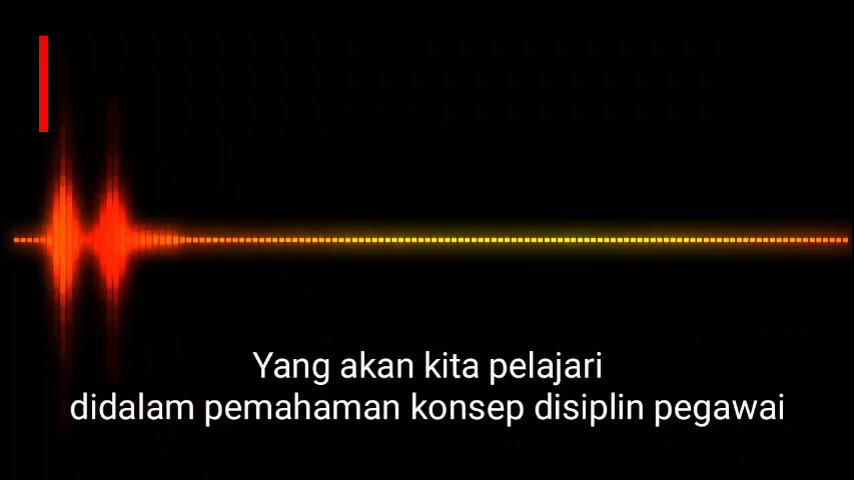 Yang akan kita pelajari
didalam pemahaman konsep disiplin pegawai